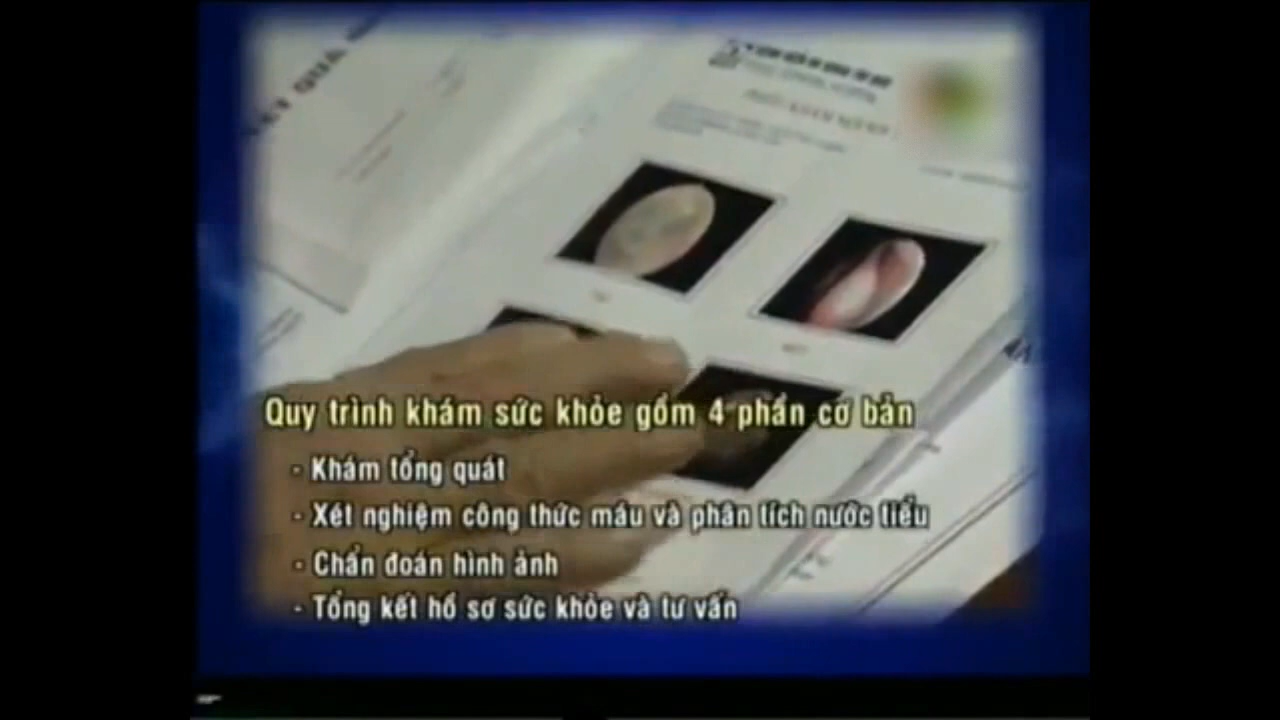 Quy trình khám sức khỏe gồm 4 phần cơ bản
- Khám tổng quát
- Xét nghiệm công thức máu và phân tích nước tiểu
- Chẩn đoán hình ảnh
- Tổng kết hồ sơ sức khỏe và tư vấn